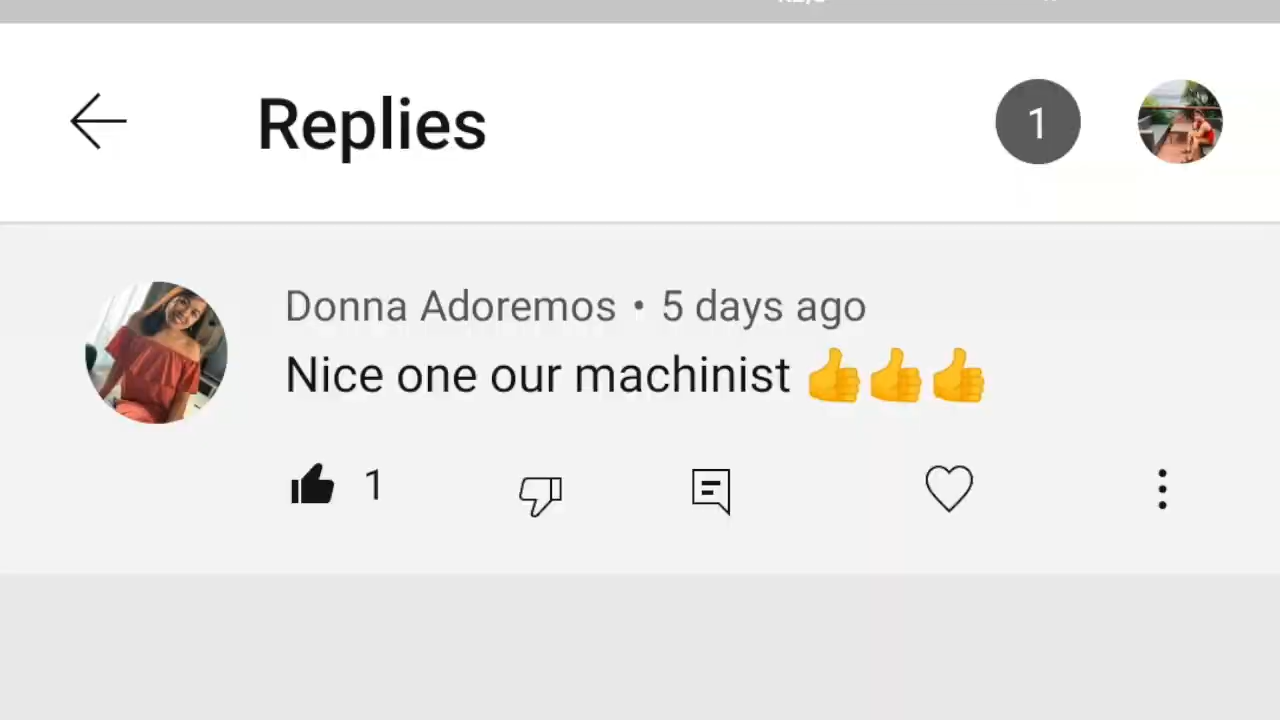 Replies
1
Donna Adoremos • 5 days ago
Nice one our machinist 👍👍👍
1